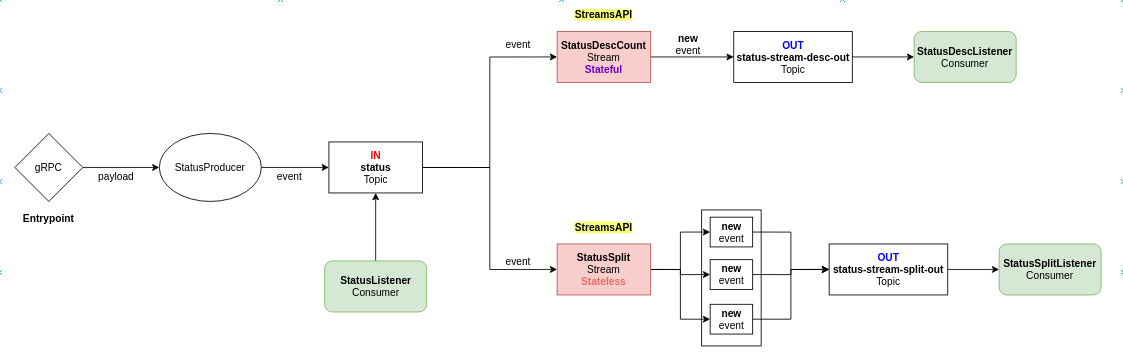 StreamsAPI
event
StatusDescCount
Stream
Stateful
new
event
OUT
status-stream-desc-out
Topic
StatusDescListener
Consumer
gRPC
payload
Entrypoint
StatusProducer
event
IN
status
Topic
StatusListener
Consumer
StreamsAPI
event
StatusSplit
Stream
Stateless
new
event
new
event
new
event
OUT
status-stream-split-out
Topic
StatusSplitListener
Consumer